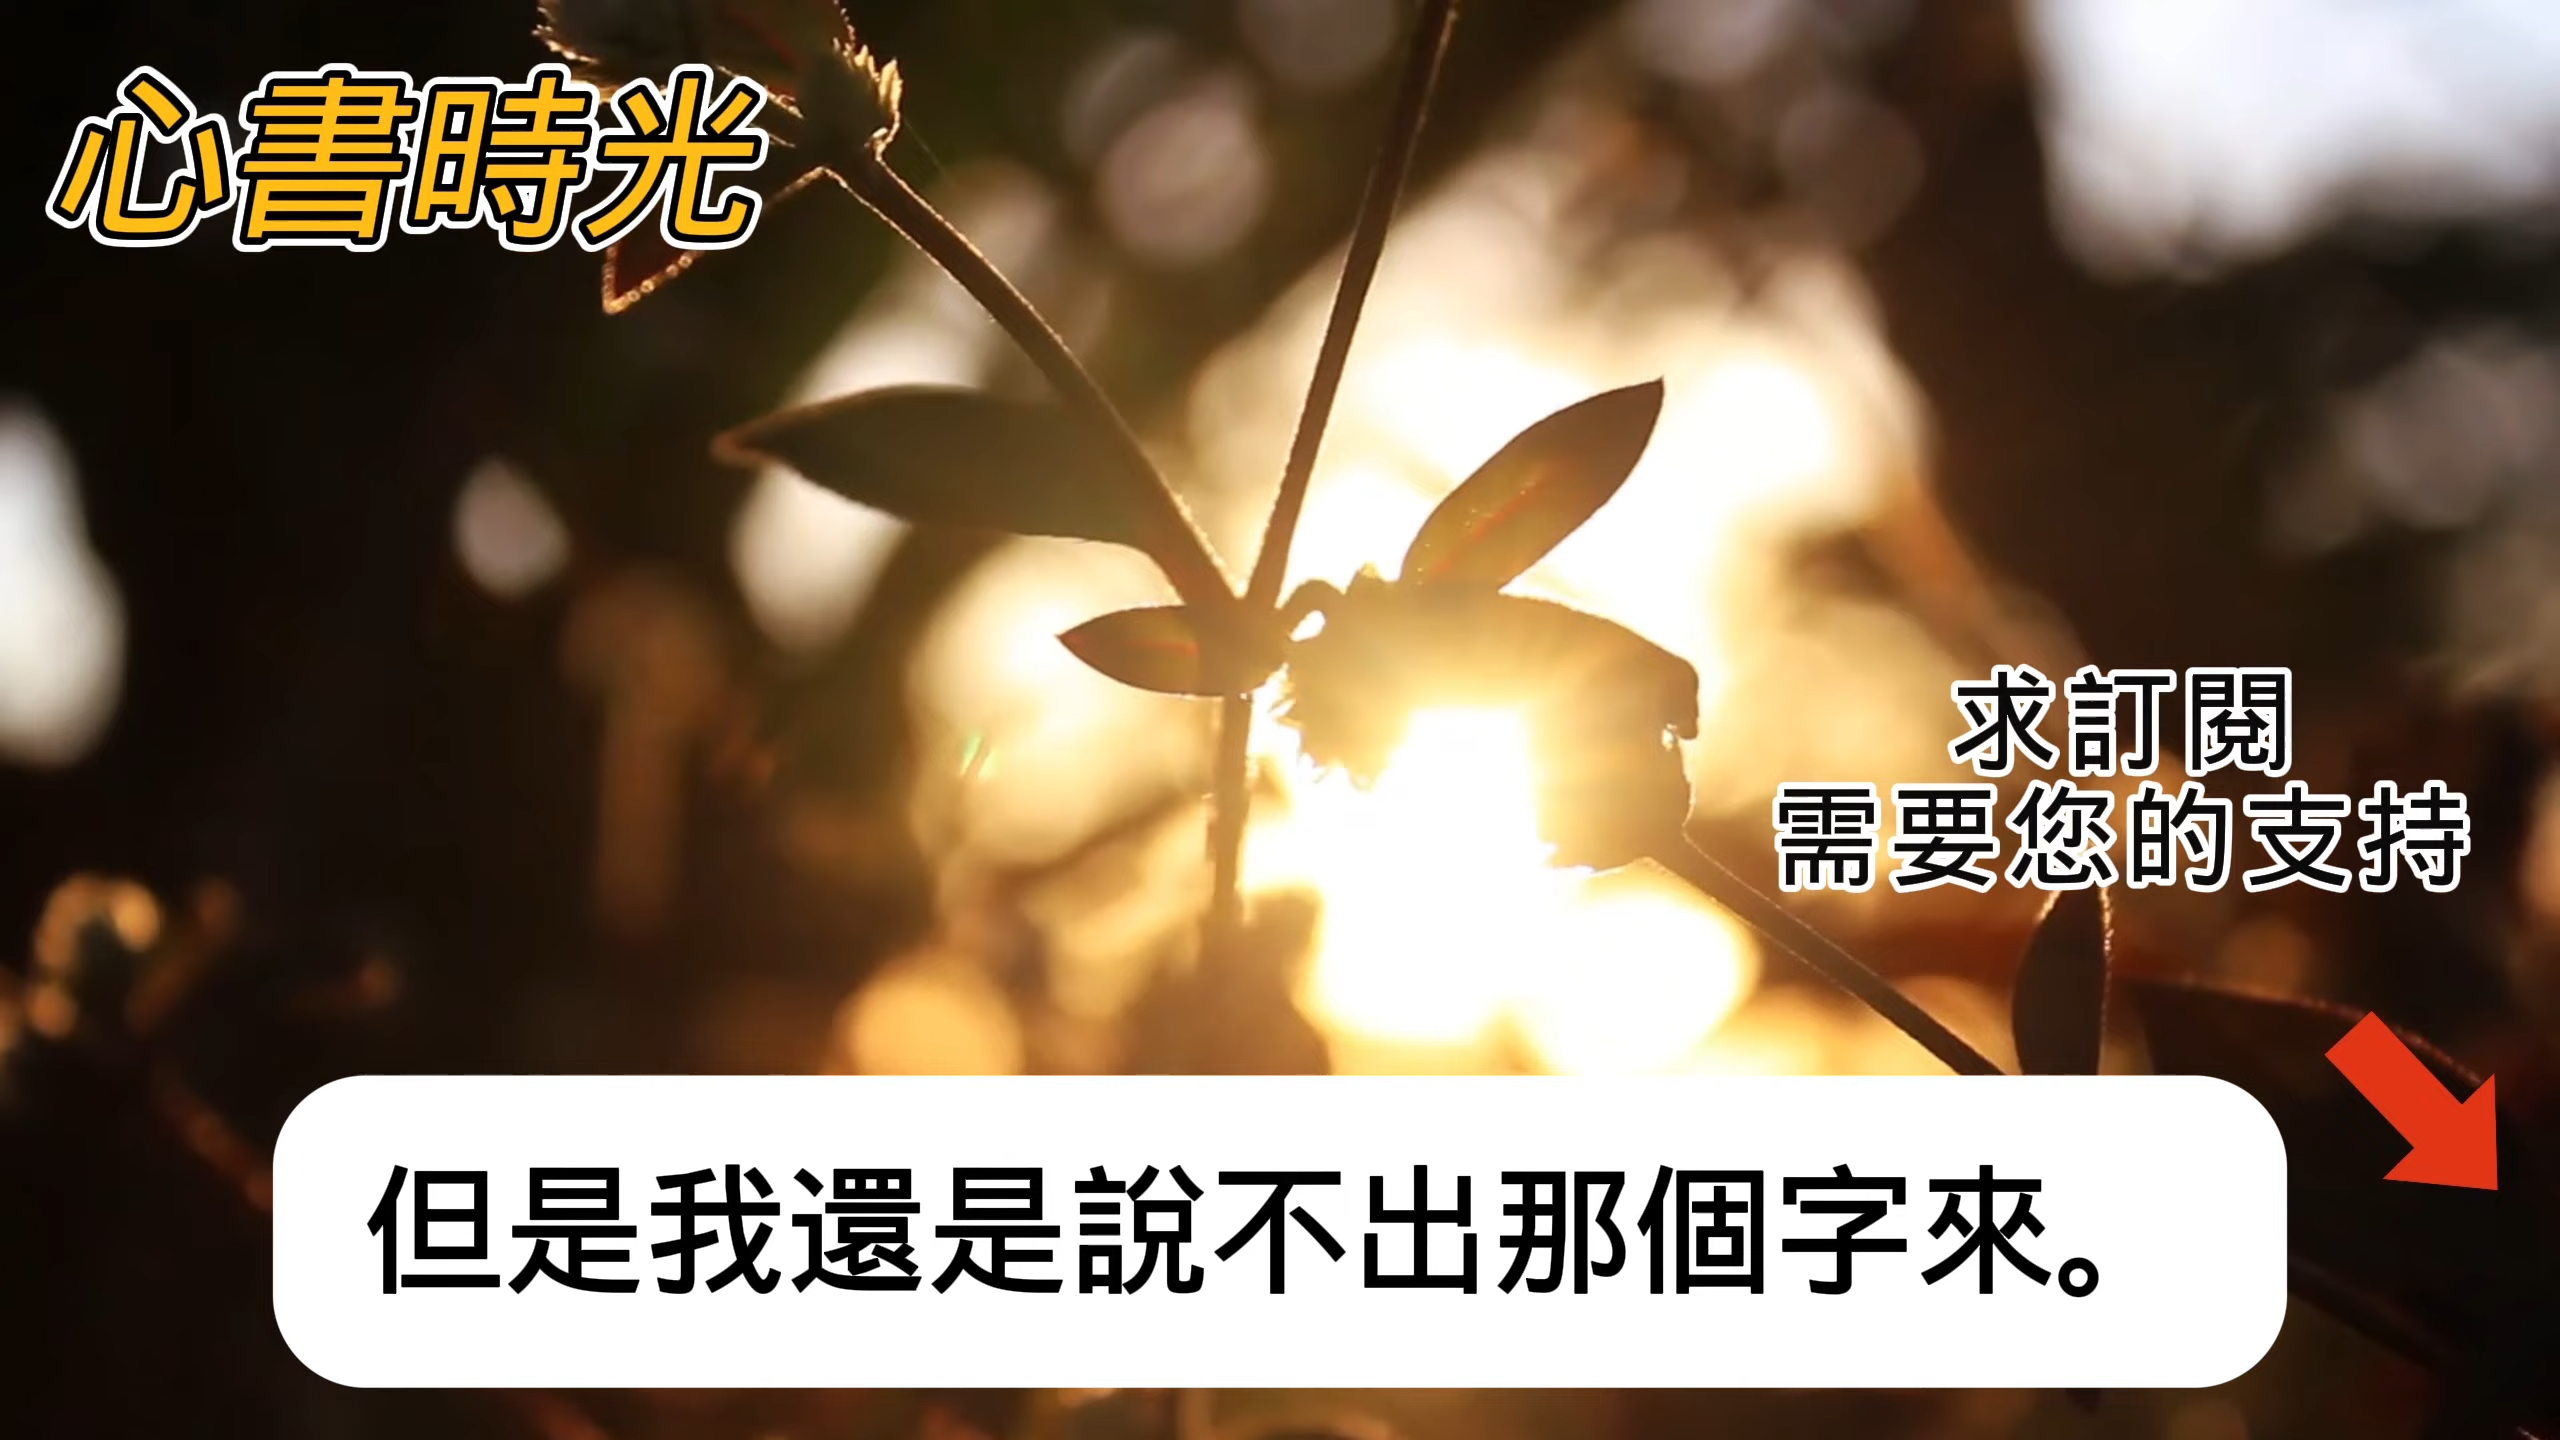 心書時光
求訂閱
需要您的支持
但是我還是說不出那個字來。